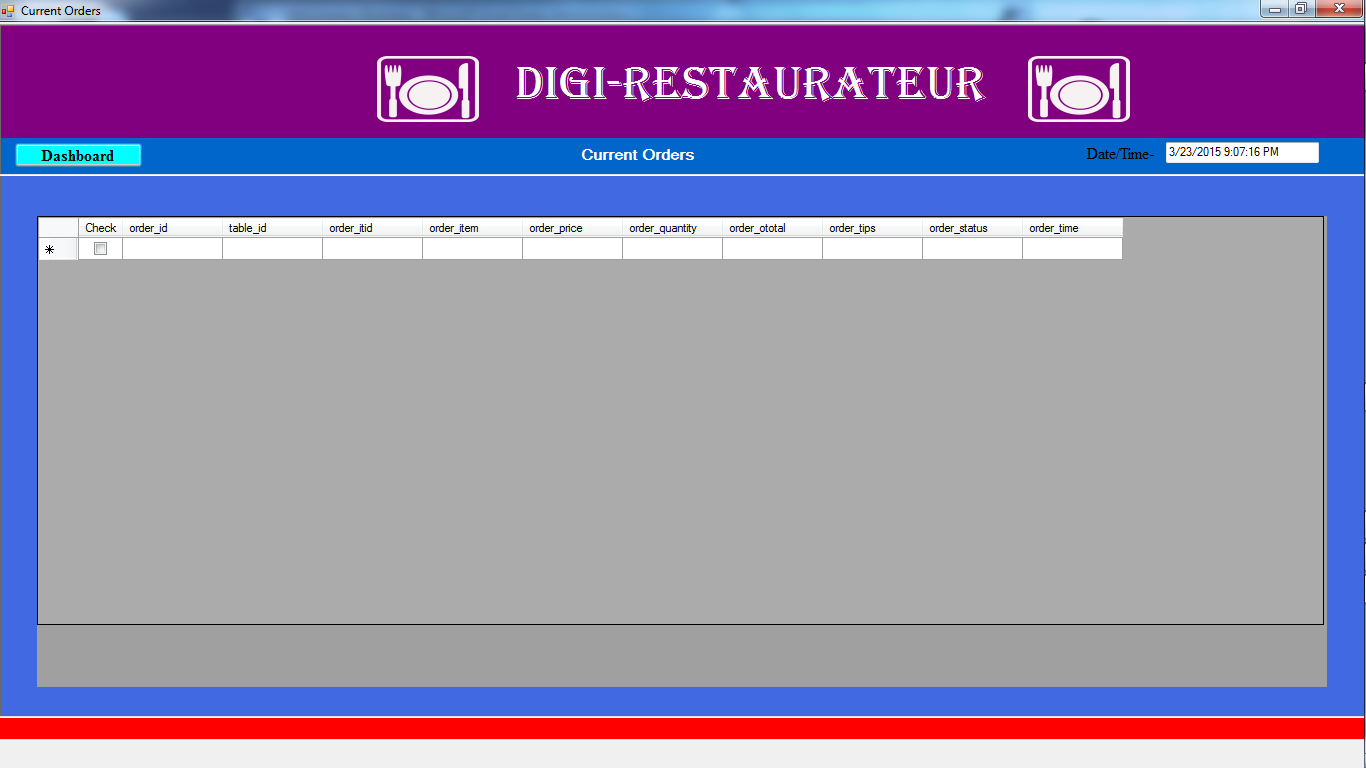 Current Orders
DIGI-RESTAURATEUR
Dashboard
Current Orders
Date/Time-
3/23/2015 9:07:16 PM
Check order_id table_id order_itid order_item order_price order_quantity order_ototal order_tips order_status order_time